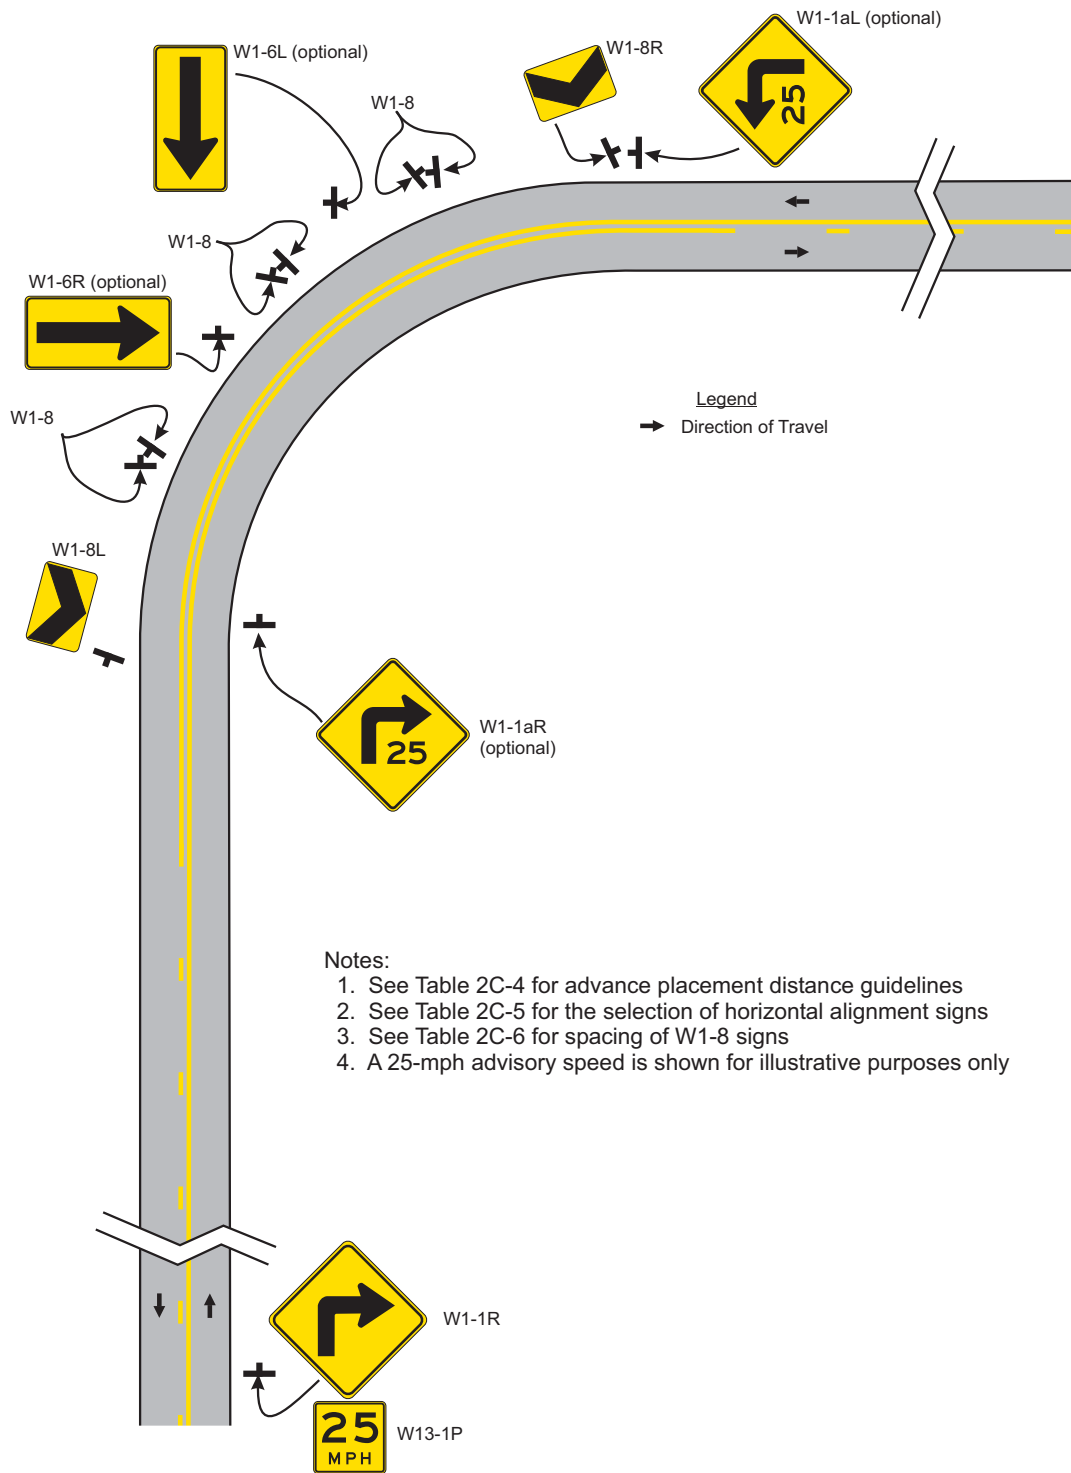 W1-1aL (optional)
W1-6L (optional)
W1-8R
W1-8
25
W1-8
W1-6R (optional)
Legend
Direction of Travel
W1-8
W1-8L
W1-1aR
(optional)
25
Notes:
1. See Table 2C-4 for advance placement distance guidelines
2. See Table 2C-5 for the selection of horizontal alignment signs
3. See Table 2C-6 for spacing of W1-8 signs
4. A 25-mph advisory speed is shown for illustrative purposes only
W1-1R
25
MPH
W13-1P